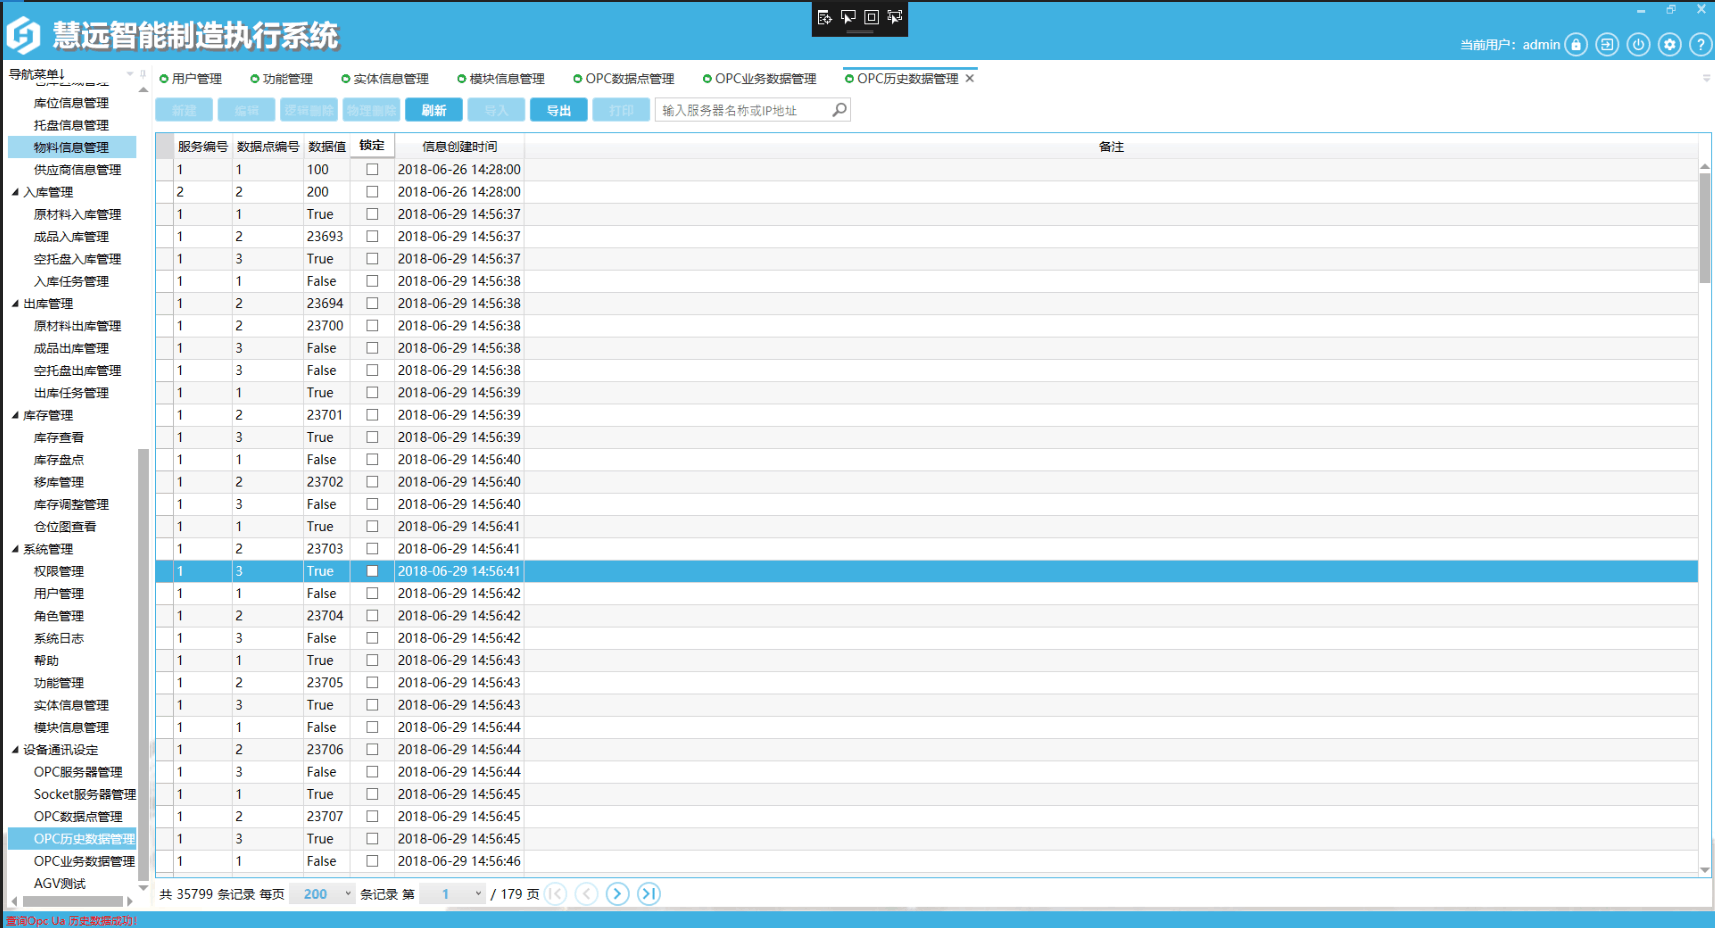 慧远智能制造执行系统
当前用户: admin
导航菜单↓
库位信息管理
托盘信息管理
物料信息管理
供应商信息管理
入库管理
原材料入库管理
成品入库管理
空托盘入库管理
入库任务管理
出库管理
原材料出库管理
成品出库管理
空托盘出库管理
出库任务管理
库存管理
库存查看
库存盘点
移库管理
库存调整管理
仓位图查看
系统管理
权限管理
用户管理
角色管理
系统日志
帮助
功能管理
实体信息管理
模块信息管理
设备通讯设定
OPC服务器管理
Socket服务器管理
OPC数据点管理
OPC历史数据管理
OPC业务数据管理
AGV测试
用户管理 功能管理 实体信息管理 模块信息管理 OPC数据点管理 OPC业务数据管理 OPC历史数据管理
新建 编辑 逻辑删除 物理删除 刷新 导入 导出 打印 输入服务器名称或IP地址
服务编号 数据点编号 数据值 锁定 信息创建时间 备注
1 1 100 2018-06-26 14:28:00
2 2 200 2018-06-26 14:28:00
1 1 True 2018-06-29 14:56:37
1 2 23693 2018-06-29 14:56:37
1 3 True 2018-06-29 14:56:37
1 1 False 2018-06-29 14:56:38
1 2 23694 2018-06-29 14:56:38
1 2 23700 2018-06-29 14:56:38
1 3 False 2018-06-29 14:56:38
1 3 False 2018-06-29 14:56:38
1 1 True 2018-06-29 14:56:39
1 2 23701 2018-06-29 14:56:39
1 3 True 2018-06-29 14:56:39
1 1 False 2018-06-29 14:56:40
1 2 23702 2018-06-29 14:56:40
1 3 False 2018-06-29 14:56:40
1 1 True 2018-06-29 14:56:41
1 2 23703 2018-06-29 14:56:41
1 3 True 2018-06-29 14:56:41
1 1 False 2018-06-29 14:56:42
1 2 23704 2018-06-29 14:56:42
1 3 False 2018-06-29 14:56:42
1 1 True 2018-06-29 14:56:43
1 2 23705 2018-06-29 14:56:43
1 3 True 2018-06-29 14:56:43
1 1 False 2018-06-29 14:56:44
1 2 23706 2018-06-29 14:56:44
1 3 False 2018-06-29 14:56:44
1 1 True 2018-06-29 14:56:45
1 2 23707 2018-06-29 14:56:45
1 3 True 2018-06-29 14:56:45
1 1 False 2018-06-29 14:56:46
共 35799 条记录 每页 200 条记录 第 1 / 179 页
查询Opc Ua 历史数据成功!